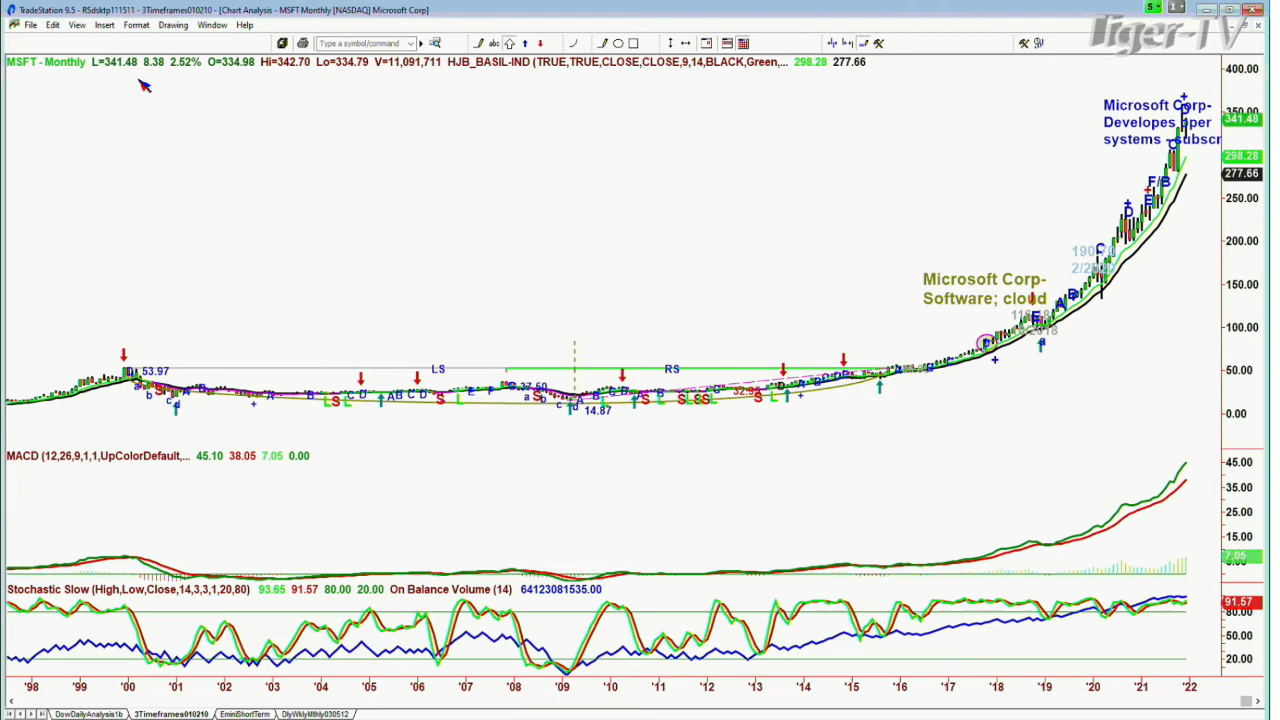 TradeStation 9.5 - RSdsktp111511 - 3Timeframes010210 - [Chart Analysis - MSFT Monthly [NASDAQ] Microsoft Corp]
File Edit View Insert Format Drawing Window Help
Tiger-TV
Type a symbol/command
abc
MSFT - Monthly L=341.48 8.38 2.52% O=334.98 Hi=342.70 Lo=334.79 V=11,091,711 HJB_BASIL-IND (TRUE,TRUE,CLOSE,CLOSE,9,14,BLACK,Green,... 298.28 277.66
400.00
Microsoft Corp-
Developes oper
systems - subscr
350.00
341.48
298.28
277.66
250.00
200.00
150.00
100.00
50.00
0.00
190.70
Microsoft Corp-
Software; cloud
53.97
LS
RS
37.50
14.87
MACD (12,26,9,1,1,UpColorDefault,... 45.10 38.05 7.05 0.00
45.00
35.00
25.00
15.00
7.05
Stochastic Slow (High,Low,Close,14,3,3,1,20,80) 93.65 91.57 80.00 20.00 On Balance Volume (14) 64123081535.00
91.57
80.00
50.00
20.00
'98 '99 '00 '01 '02 '03 '04 '05 '06 '07 '08 '09 '10 '11 '12 '13 '14 '15 '16 '17 '18 '19 '20 '21 '22
DowDailyAnalysis1b 3Timeframes010210 EminiShortTerm DlyWklyMthly030512